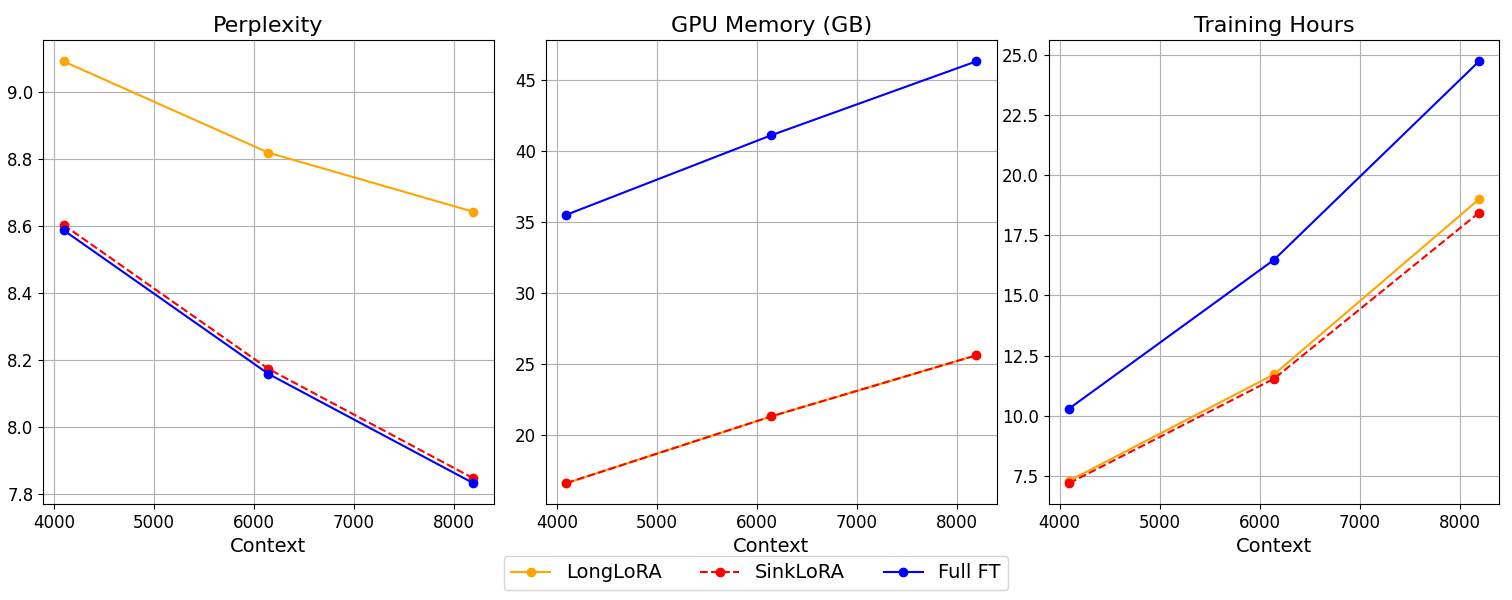 Perplexity
9.0
8.8
8.6
8.4
8.2
8.0
7.8
4000 5000 6000 7000 8000
Context
GPU Memory (GB)
45
40
35
30
25
20
4000 5000 6000 7000 8000
Context
Training Hours
25.0
22.5
20.0
17.5
15.0
12.5
10.0
7.5
4000 5000 6000 7000 8000
Context
LongLoRA SinkLoRA Full FT